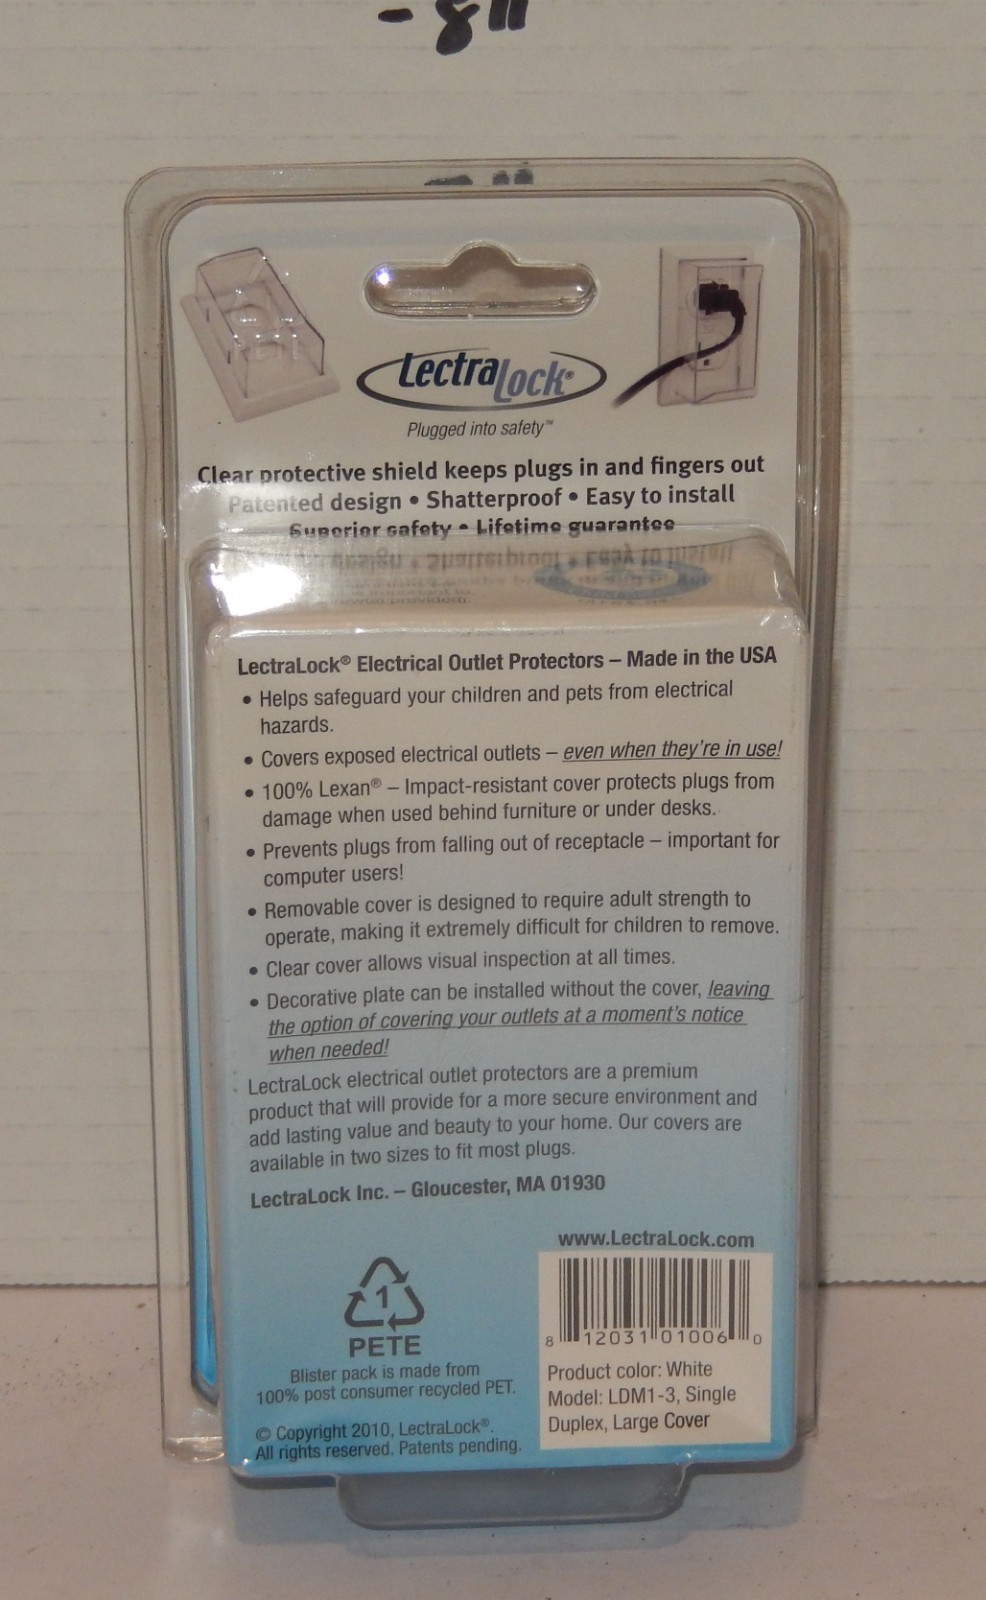 -8"
LectraLock®
Plugged into safety™
Clear protective shield keeps plugs in and fingers out
Patented design • Shatterproof • Easy to install
Superior safety • Lifetime guarantee
LectraLock® Electrical Outlet Protectors – Made in the USA
• Helps safeguard your children and pets from electrical
hazards.
• Covers exposed electrical outlets – even when they're in use!
• 100% Lexan® – Impact-resistant cover protects plugs from
damage when used behind furniture or under desks.
• Prevents plugs from falling out of receptacle – important for
computer users!
• Removable cover is designed to require adult strength to
operate, making it extremely difficult for children to remove.
• Clear cover allows visual inspection at all times.
• Decorative plate can be installed without the cover, leaving
the option of covering your outlets at a moment's notice
when needed!
LectraLock electrical outlet protectors are a premium
product that will provide for a more secure environment and
add lasting value and beauty to your home. Our covers are
available in two sizes to fit most plugs.
LectraLock Inc. – Gloucester, MA 01930
www.LectraLock.com
1
PETE
Blister pack is made from
100% post consumer recycled PET.
© Copyright 2010, LectraLock®.
All rights reserved. Patents pending.
8 12031 01006 0
Product color: White
Model: LDM1-3, Single
Duplex, Large Cover